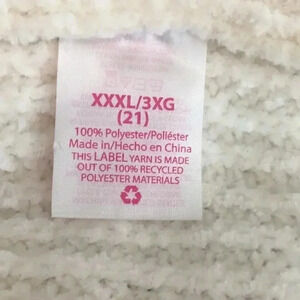 XXXL/3XG
(21)
100% Polyester/Poliéster
Made in/Hecho en China
THIS LABEL YARN IS MADE
OUT OF 100% RECYCLED
POLYESTER MATERIALS